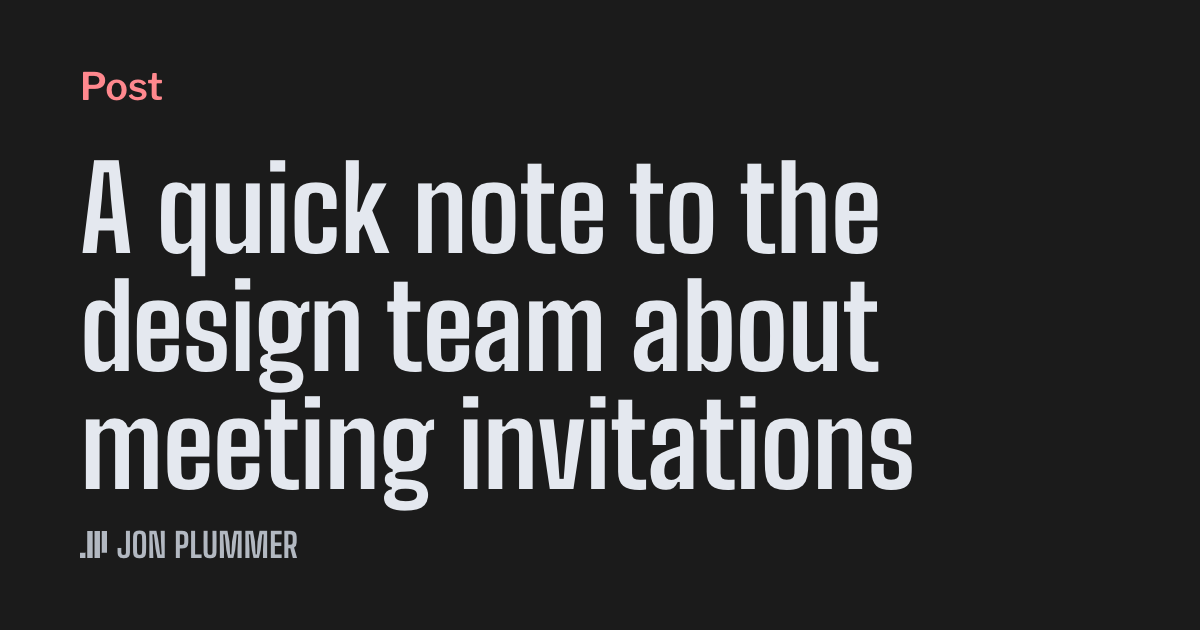 Post
A quick note to the
design team about
meeting invitations
JON PLUMMER